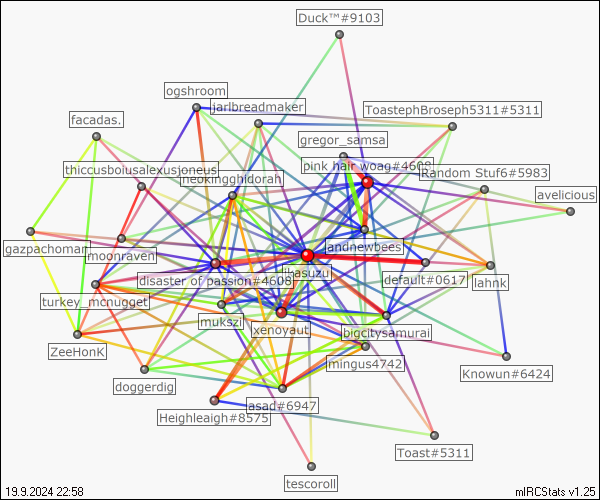 Duck™#9103
ogshroom
jarlbreadmaker
ToastephBroseph5311#5311
facadas.
gregor_samsa
thiccusboiusalexusjoneus
pink hair woag#4608
Random Stuf6#5983
neokingghidorah
avelicious
gazpachoman
moonraven
andnewbees
disaster of passion#4608
lihasuzu
default#0617
lahnk
turkey_mcnugget
mukszi
xenoyaut
bigcitysamurai
ZeeHonK
mingus4742
Knowun#6424
doggerdig
asad#6947
Heighleaigh#8575
Toast#5311
tescoroll
19.9.2024 22:58
mIRCStats v1.25